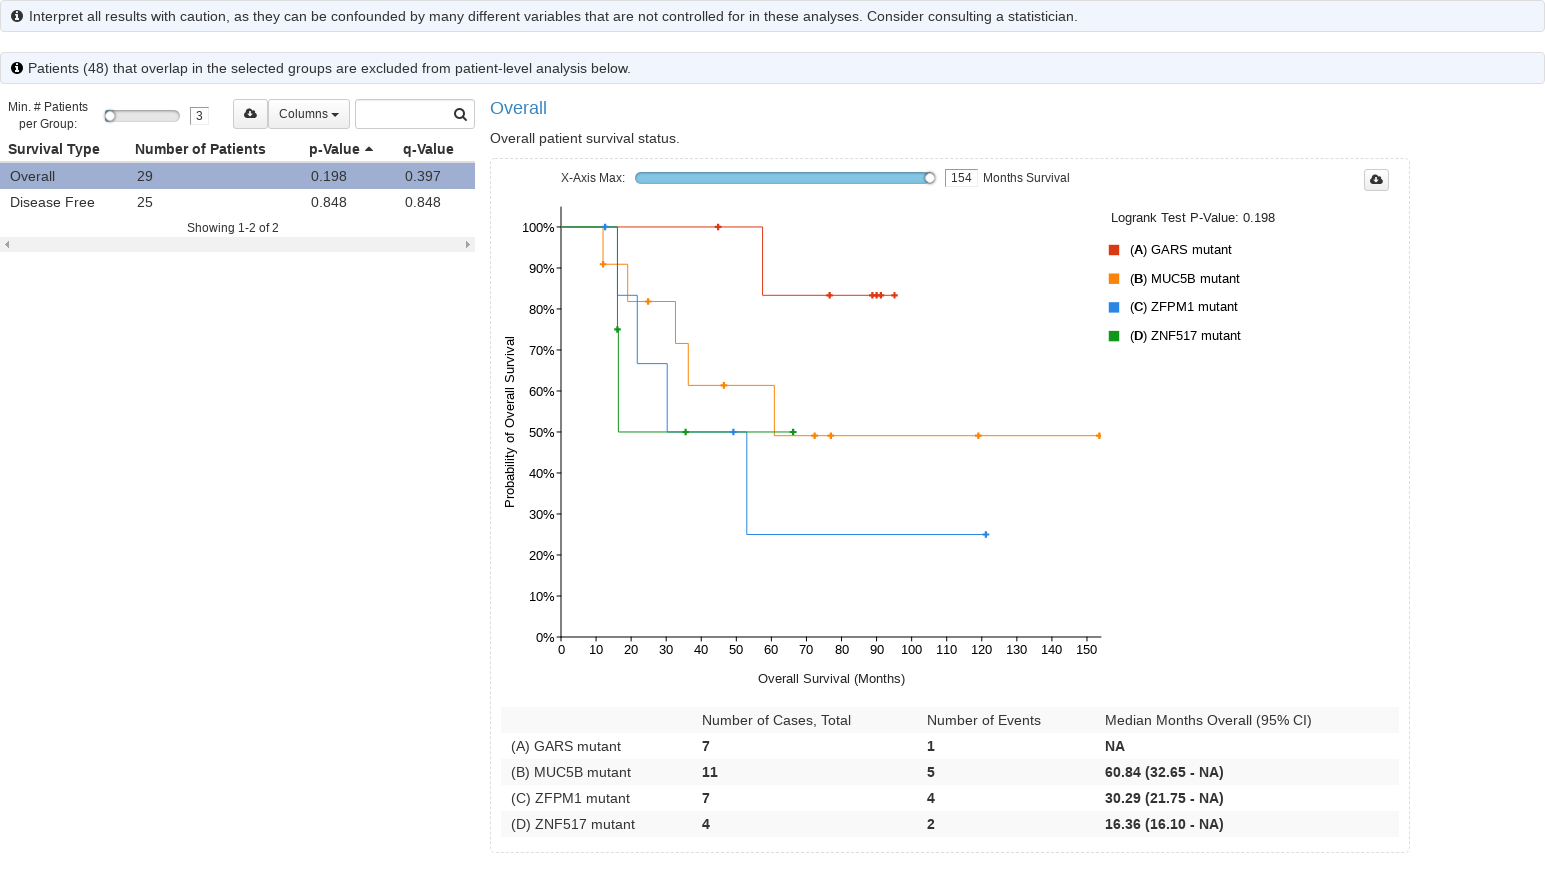 Interpret all results with caution, as they can be confounded by many different variables that are not controlled for in these analyses. Consider consulting a statistician.
Patients (48) that overlap in the selected groups are excluded from patient-level analysis below.
Min. # Patients
per Group:
3
Columns
Survival Type Number of Patients p-Value q-Value
Overall 29 0.198 0.397
Disease Free 25 0.848 0.848
Showing 1-2 of 2
Overall
Overall patient survival status.
X-Axis Max: 154 Months Survival
Logrank Test P-Value: 0.198
(A) GARS mutant
(B) MUC5B mutant
(C) ZFPM1 mutant
(D) ZNF517 mutant
Probability of Overall Survival
100%
90%
80%
70%
60%
50%
40%
30%
20%
10%
0%
0 10 20 30 40 50 60 70 80 90 100 110 120 130 140 150
Overall Survival (Months)
Number of Cases, Total Number of Events Median Months Overall (95% CI)
(A) GARS mutant 7 1 NA
(B) MUC5B mutant 11 5 60.84 (32.65 - NA)
(C) ZFPM1 mutant 7 4 30.29 (21.75 - NA)
(D) ZNF517 mutant 4 2 16.36 (16.10 - NA)